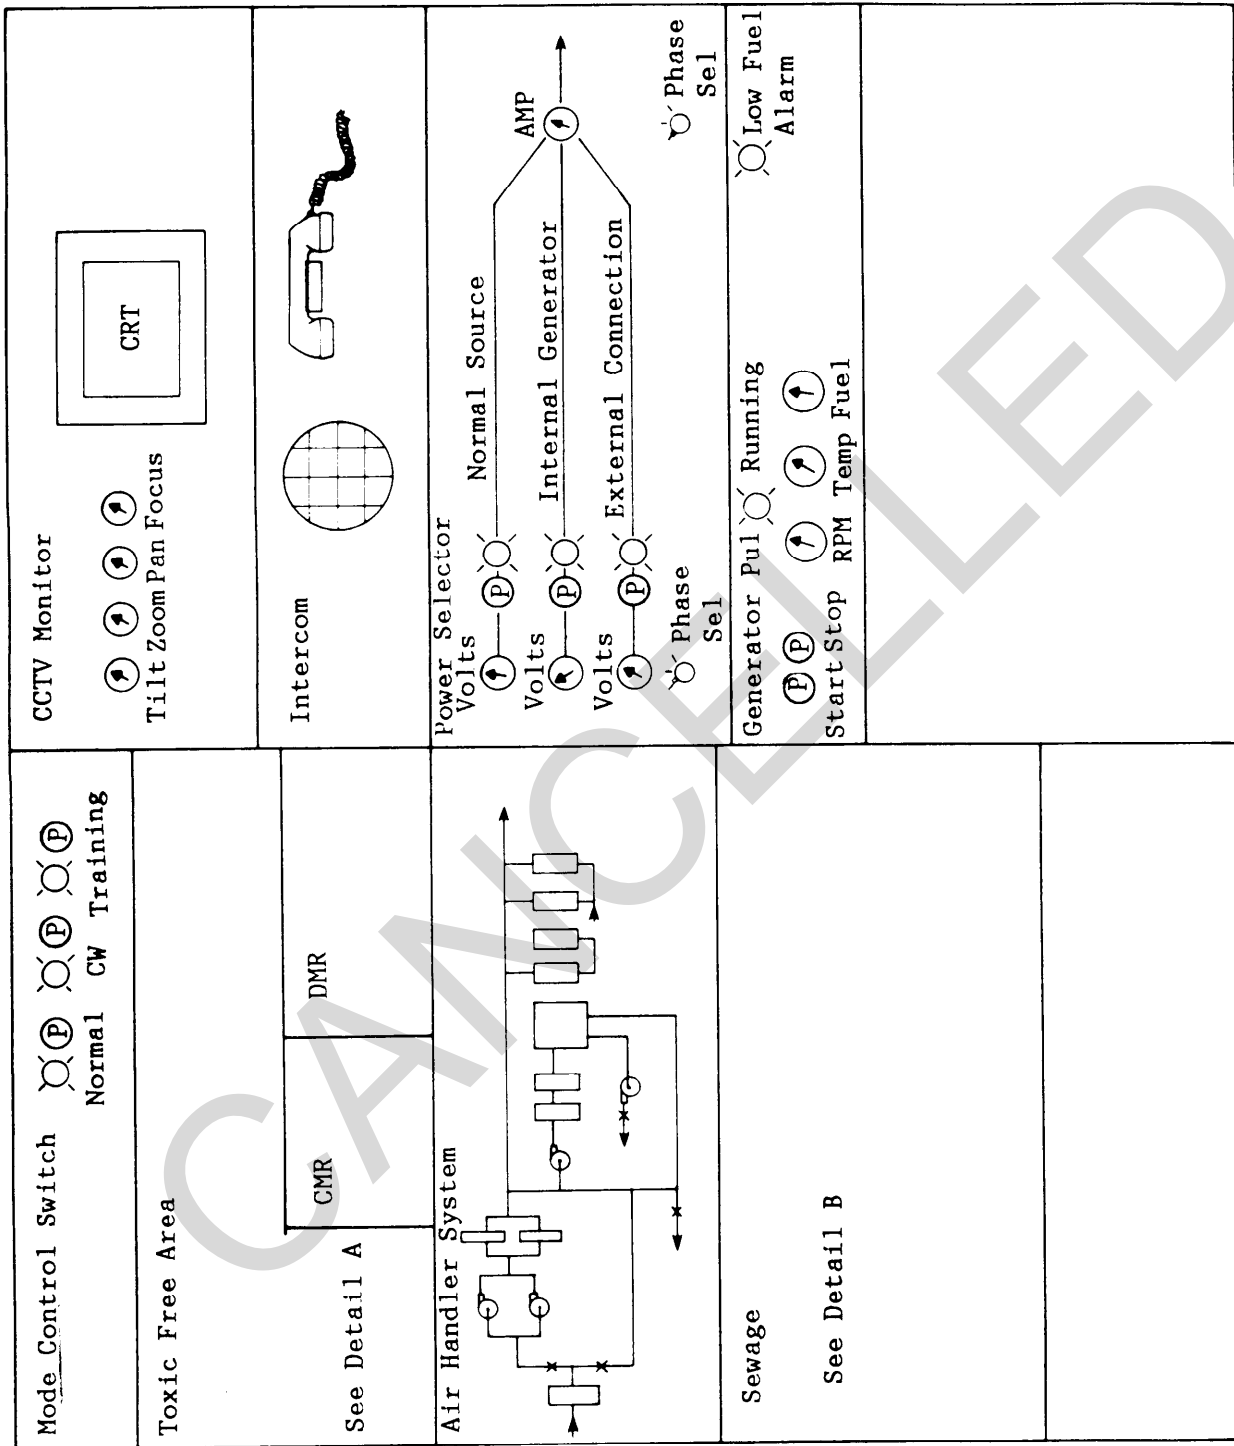 Mode Control Switch
P P P
Normal CW Training
Toxic Free Area
CMR DMR
See Detail A
Air Handler System
Sewage
See Detail B
CCTV Monitor
CRT
Tilt Zoom Pan Focus
Intercom
Power Selector
Volts
P
Normal Source
AMP
Volts
P
Internal Generator
Volts
P
External Connection
Phase
Sel
Phase
Sel
Generator Pul Running
Low Fuel
Alarm
P P
Start Stop RPM Temp Fuel
CANCELLED